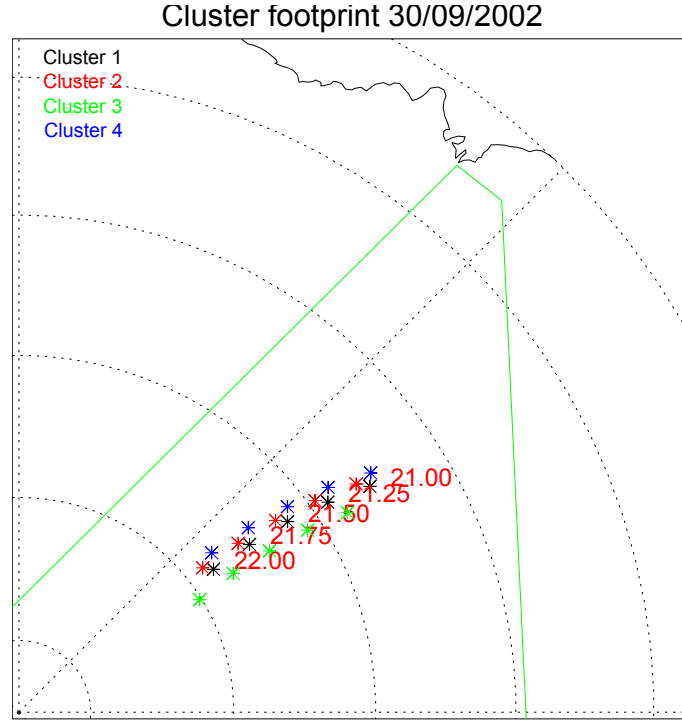 Cluster footprint 30/09/2002
Cluster 1
Cluster 2
Cluster 3
Cluster 4
21.00
21.25
21.50
21.75
22.00